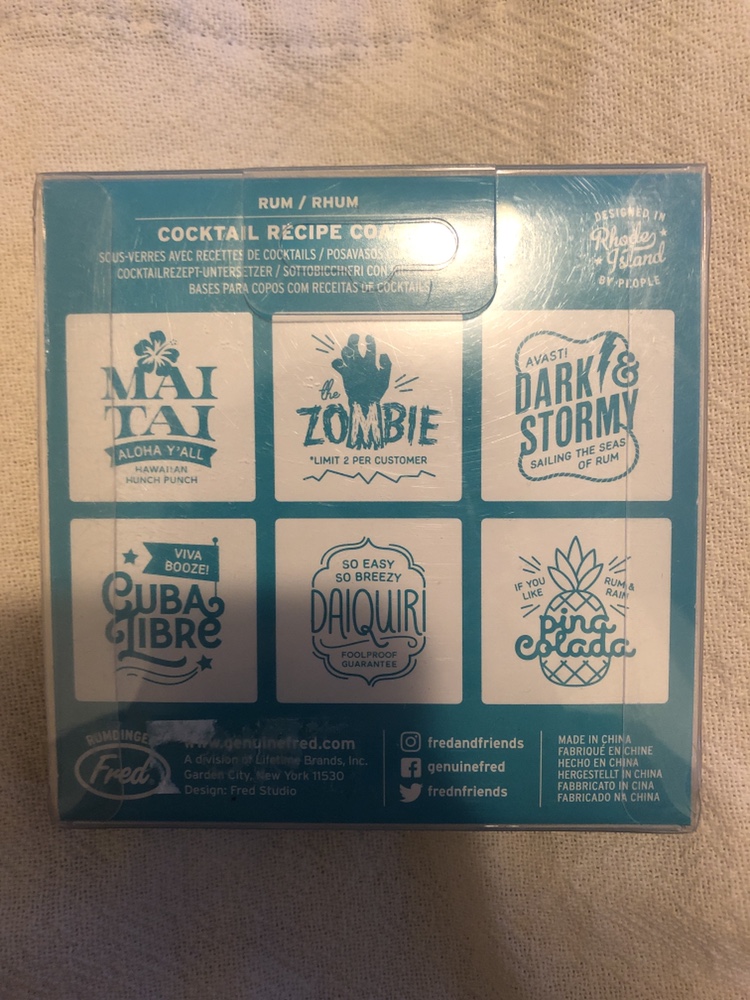 RUM / RHUM
COCKTAIL RECIPE
SOUS-VERRES AVEC RECETTES DE COCKTAILS / POSAVASOS
COCKTAILREZEPT-UNTERSETZER / SOTTOBICCHIERI CON
BASES PARA COPOS COM RECEITAS DE COCKTAILS
DESIGNED IN
Rhode
Island
BY PEOPLE
MAI
TAI
ALOHA Y'ALL
HAWAIIAN
HUNCH PUNCH
the
ZOMBIE
*LIMIT 2 PER CUSTOMER
AVAST!
DARK &
STORMY
SAILING THE SEAS
OF RUM
VIVA
BOOZE!
CUBA
LIBRE
SO EASY
SO BREEZY
DAIQUIRI
FOOLPROOF
GUARANTEE
IF YOU
LIKE
RUM &
RAIN
pina
colada
RUMDINGER
Fred
www.genuinefred.com
A division of Lifetime Brands, Inc.
Garden City, New York 11530
Design: Fred Studio
fredandfriends
genuinefred
frednfriends
MADE IN CHINA
FABRIQUÉ EN CHINE
HECHO EN CHINA
HERGESTELLT IN CHINA
FABBRICATO IN CINA
FABRICADO NA CHINA